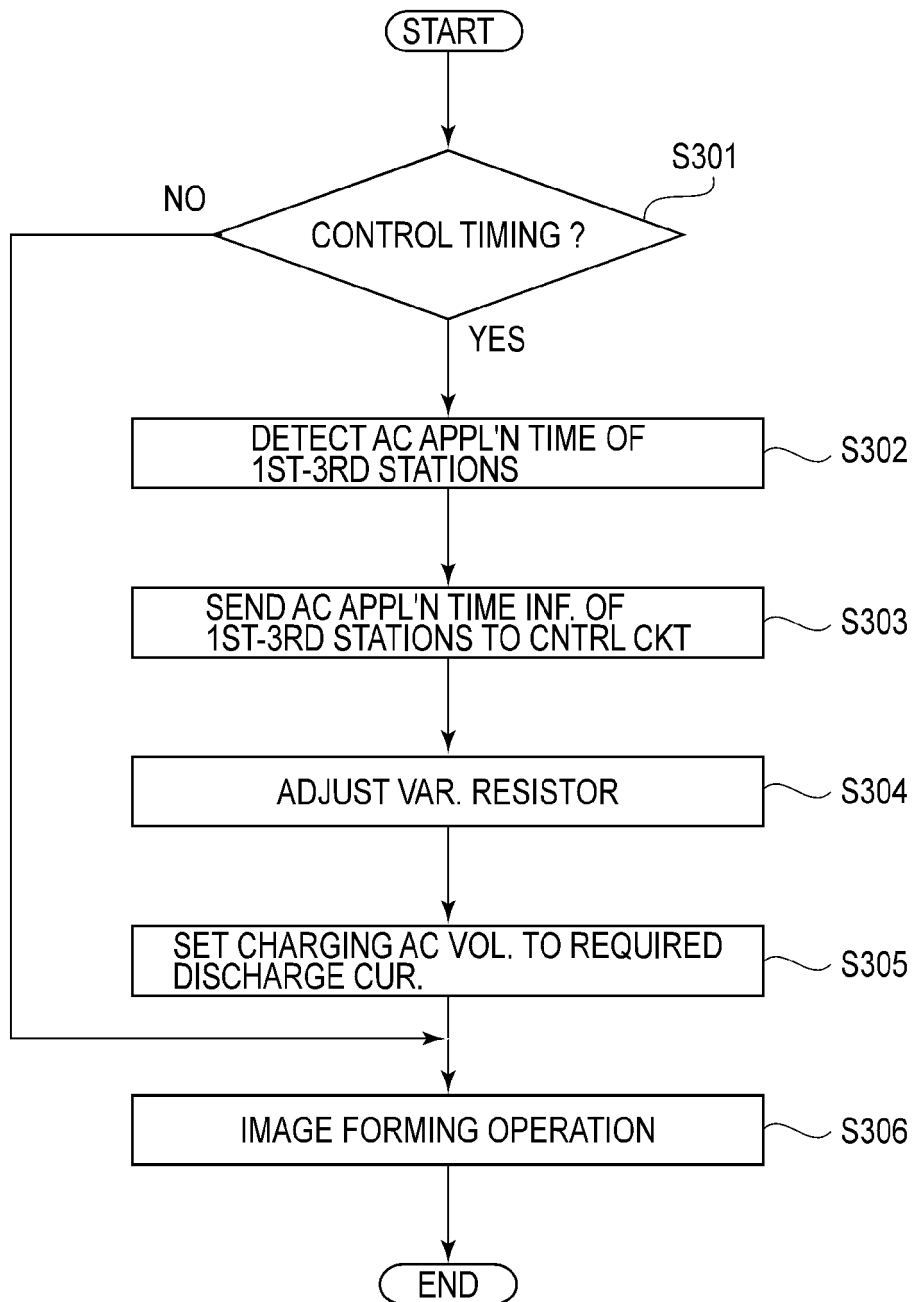 START
S301
NO
CONTROL TIMING ?
YES
DETECT AC APPL'N TIME OF
1ST-3RD STATIONS
S302
SEND AC APPL'N TIME INF. OF
1ST-3RD STATIONS TO CNTRL CKT
S303
ADJUST VAR. RESISTOR
S304
SET CHARGING AC VOL. TO REQUIRED
DISCHARGE CUR.
S305
IMAGE FORMING OPERATION
S306
END